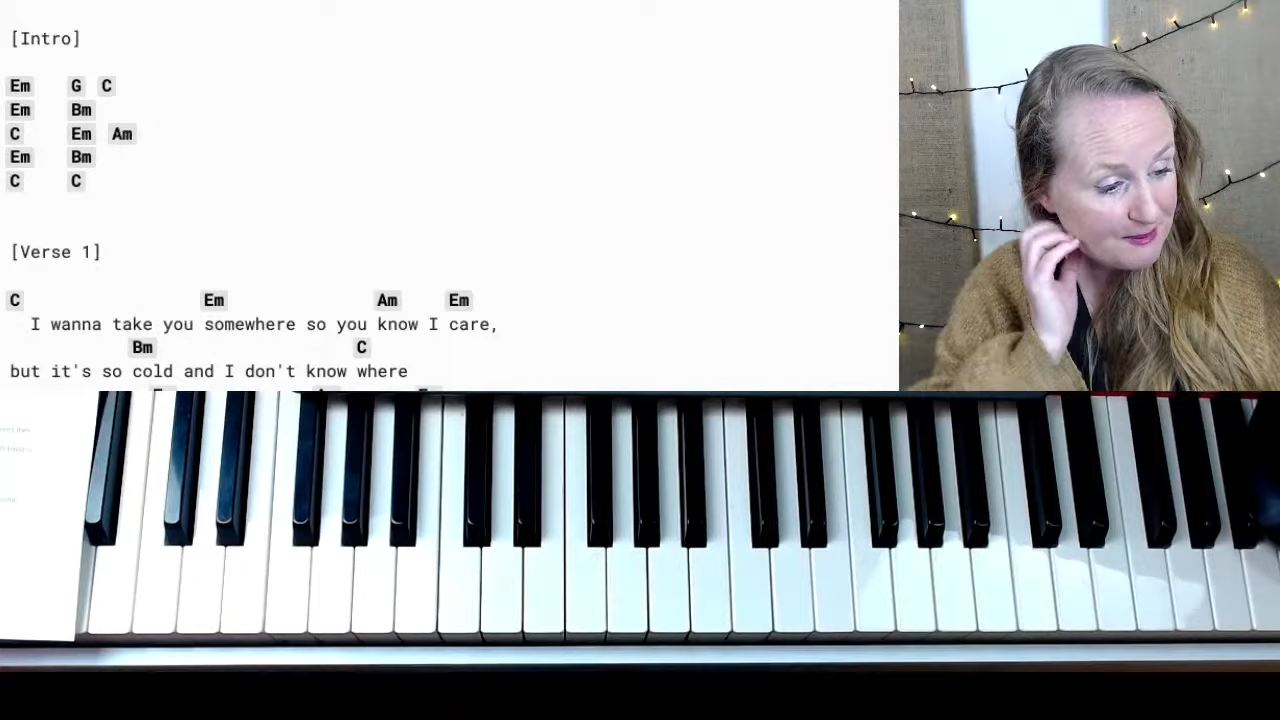 [Intro]
Em G C
Em Bm
C Em Am
Em Bm
C C
[Verse 1]
C Em Am Em
I wanna take you somewhere so you know I care,
Bm C
but it's so cold and I don't know where